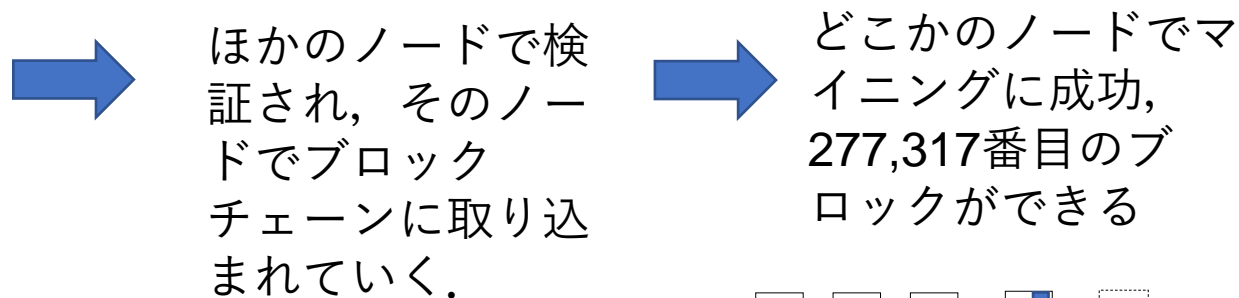 ほかのノードで検
証され，そのノー
ドでブロック
チェーンに取り込
まれていく．
どこかのノードでマ
イニングに成功，
277,317番目のブ
ロックができる